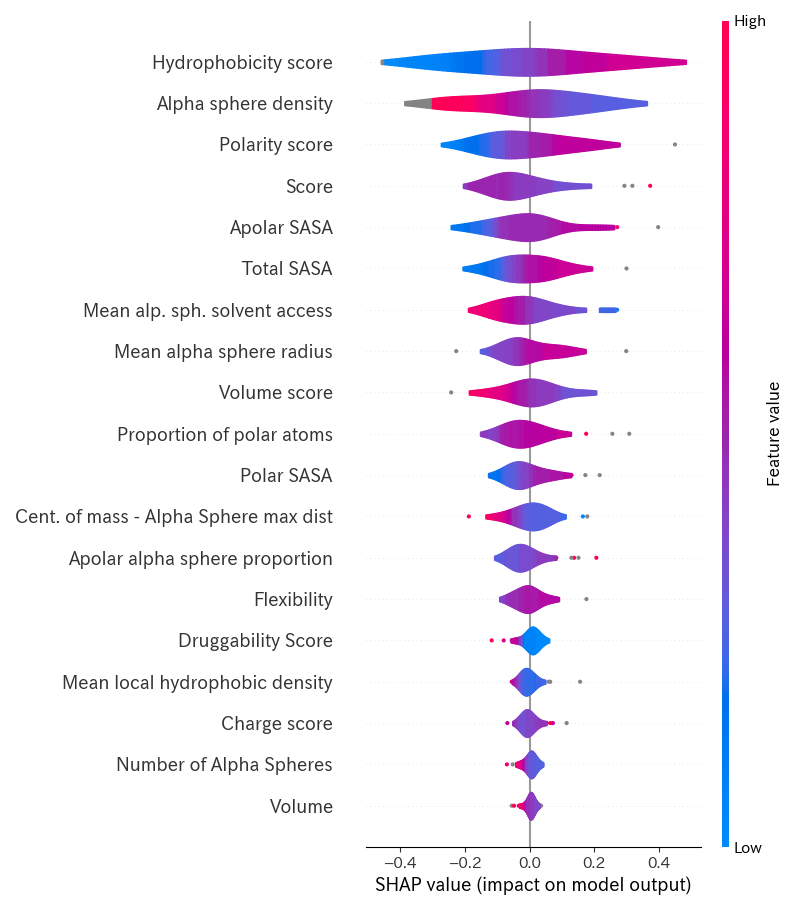 High
Hydrophobicity score
Alpha sphere density
Polarity score
Score
Apolar SASA
Total SASA
Mean alp. sph. solvent access
Mean alpha sphere radius
Volume score
Proportion of polar atoms
Polar SASA
Cent. of mass - Alpha Sphere max dist
Apolar alpha sphere proportion
Flexibility
Druggability Score
Mean local hydrophobic density
Charge score
Number of Alpha Spheres
Volume
Feature value
Low
−0.4 −0.2 0.0 0.2 0.4
SHAP value (impact on model output)